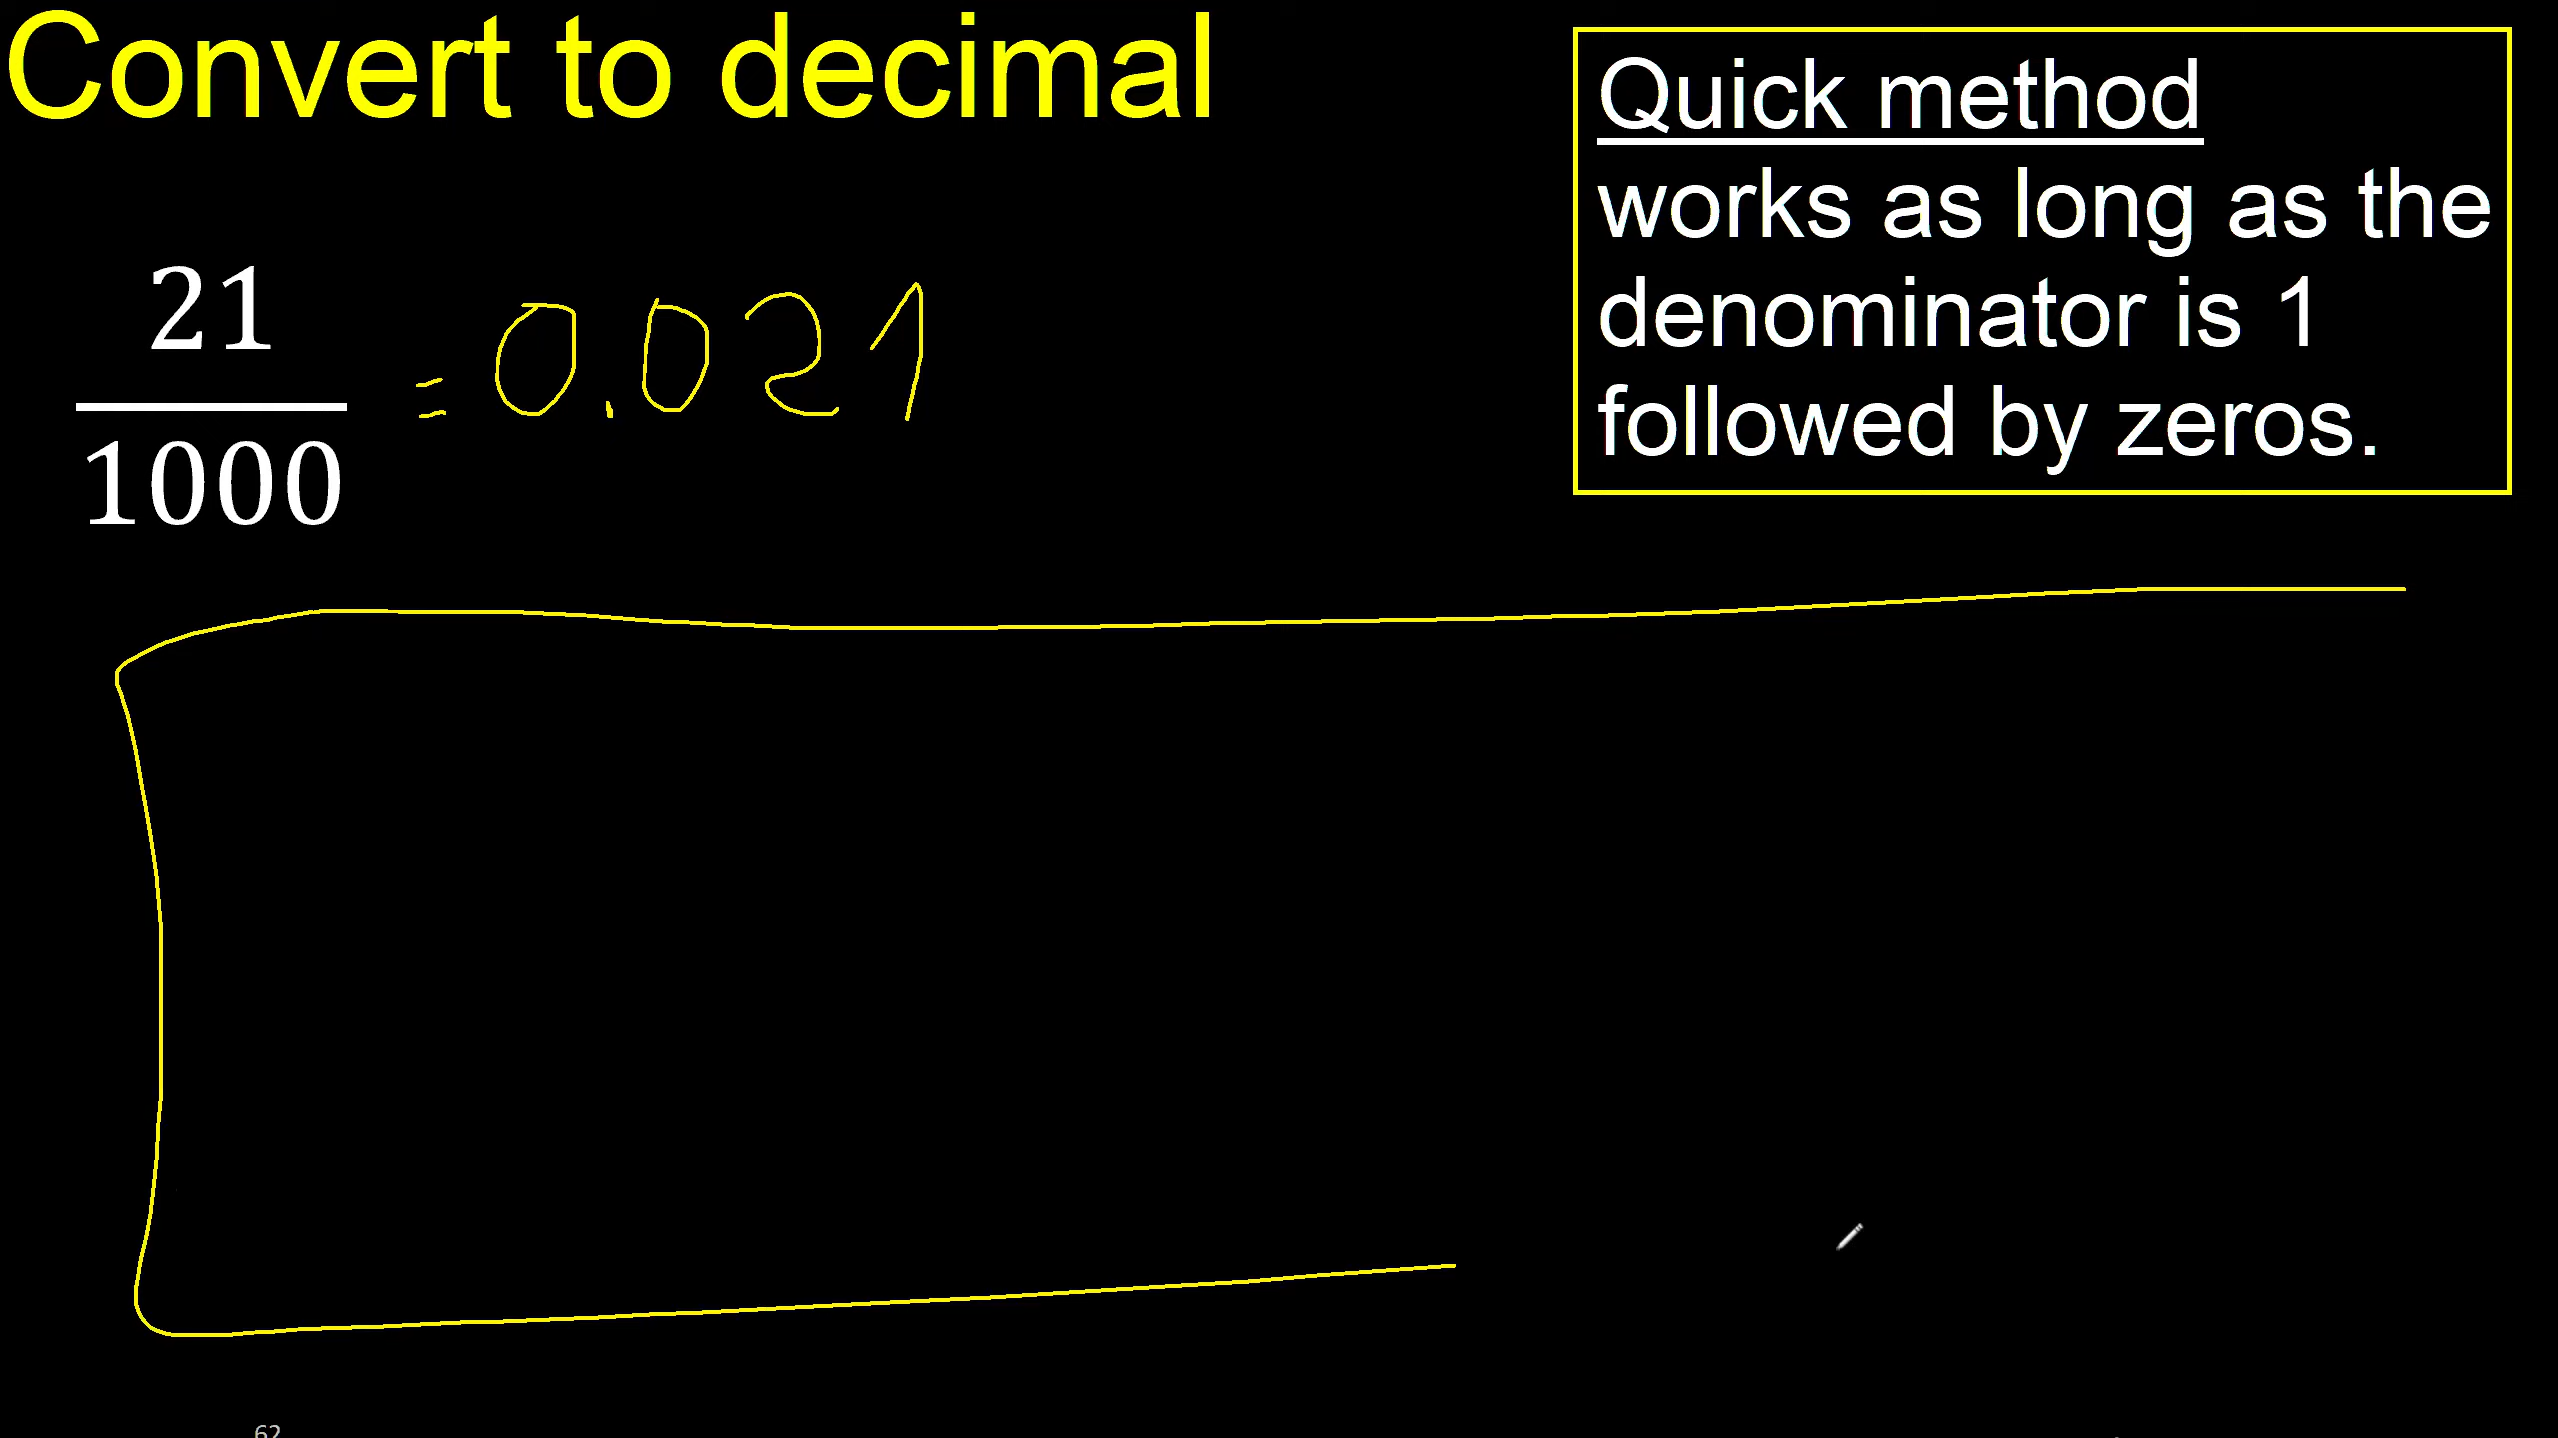 Convert to decimal
Quick method
works as long as the
denominator is 1
followed by zeros.
21
1000
= 0.021
62